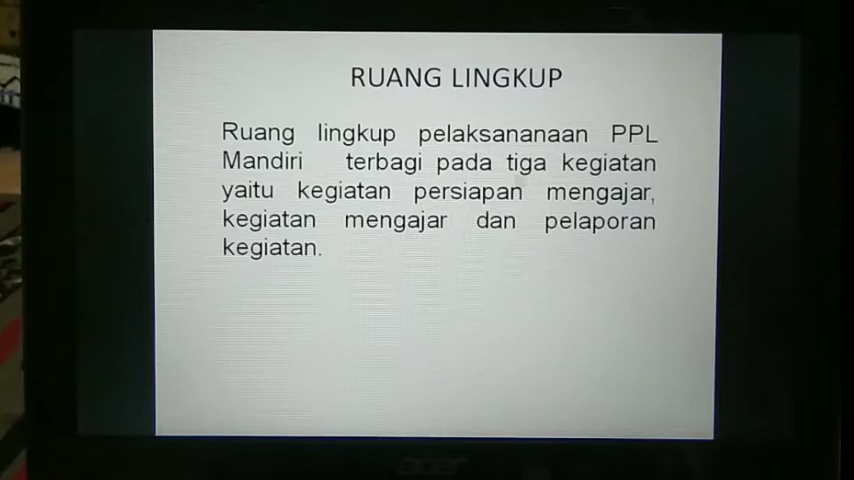 RUANG LINGKUP
Ruang lingkup pelaksananaan PPL
Mandiri terbagi pada tiga kegiatan
yaitu kegiatan persiapan mengajar,
kegiatan mengajar dan pelaporan
kegiatan.
acer